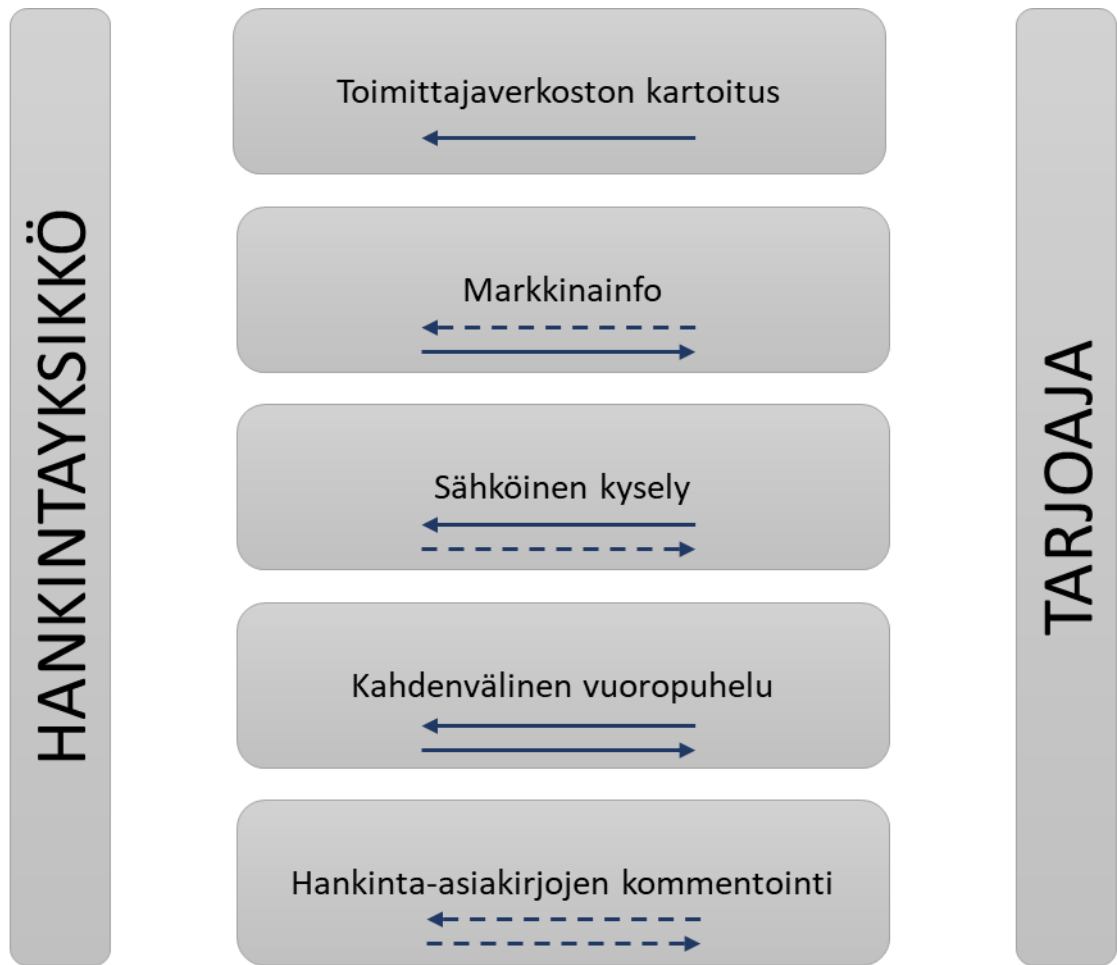 HANKINTAYKSIKKÖ
Toimittajaverkoston kartoitus
Markkinainfo
Sähköinen kysely
Kahdenvälinen vuoropuhelu
Hankinta-asiakirjojen kommentointi
TARJOAJA